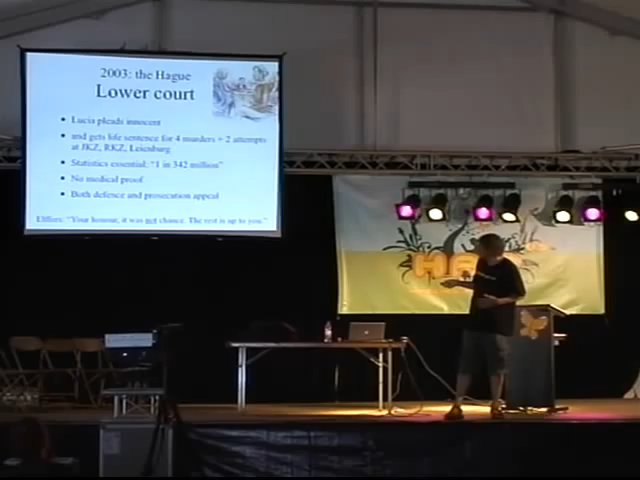 2003: the Hague
Lower court
• Lucia pleads innocent
• and gets life sentence for 4 murders + 2 attempts
at JKZ, RKZ, Leienburg
• Statistics essential: “1 in 342 million”
• No medical proof
• Both defence and prosecution appeal
Elffers: “Your honour, it was not chance. The rest is up to you.”
HAR